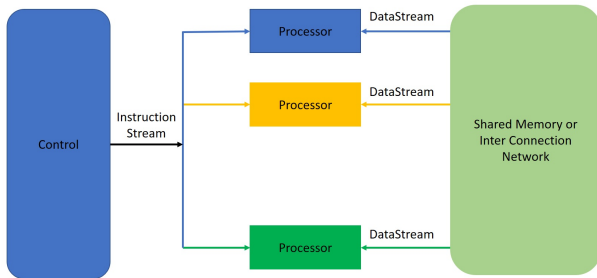 Processor
DataStream
Processor
DataStream
Instruction
Stream
Control
Shared Memory or
Inter Connection
Network
Processor
DataStream